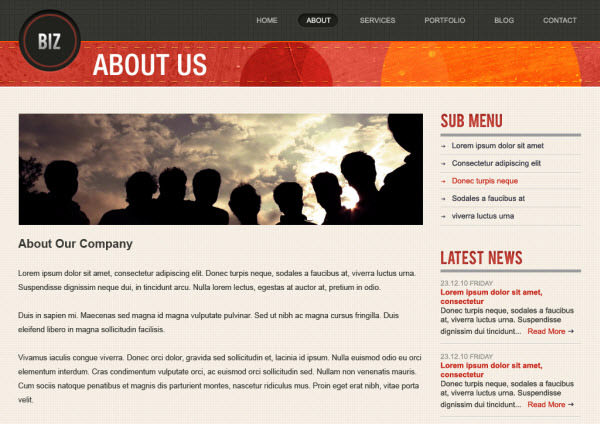 BIZ
HOME ABOUT SERVICES PORTFOLIO BLOG CONTACT
ABOUT US
About Our Company
Lorem ipsum dolor sit amet, consectetur adipiscing elit. Donec turpis neque, sodales a faucibus at, viverra luctus urna.
Suspendisse dignissim neque dui, in tincidunt arcu. Nulla lorem lectus, egestas at auctor at, pretium in odio.
Duis in sapien mi. Maecenas sed magna id magna vulputate pulvinar. Sed ut nibh ac magna cursus fringilla. Duis
eleifend libero in magna sollicitudin facilisis.
Vivamus iaculis congue viverra. Donec orci dolor, gravida sed sollicitudin et, lacinia id ipsum. Nulla euismod odio eu orci
elementum interdum. Cras condimentum vulputate orci, ac euismod orci sollicitudin sed. Nulla non venenatis mauris.
Cum sociis natoque penatibus et magnis dis parturient montes, nascetur ridiculus mus. Proin eget erat nibh, vitae porta
velit.
SUB MENU
→ Lorem ipsum dolor sit amet
→ Consectetur adipiscing elit
→ Donec turpis neque
→ Sodales a faucibus at
→ viverra luctus urna
LATEST NEWS
23.12.10 FRIDAY
Lorem ipsum dolor sit amet,
consectetur
Donec turpis neque, sodales a faucibus
at, viverra luctus urna. Suspendisse
dignissim dui tincidunt... Read More →
23.12.10 FRIDAY
Lorem ipsum dolor sit amet,
consectetur
Donec turpis neque, sodales a faucibus
at, viverra luctus urna. Suspendisse
dignissim dui tincidunt... Read More →